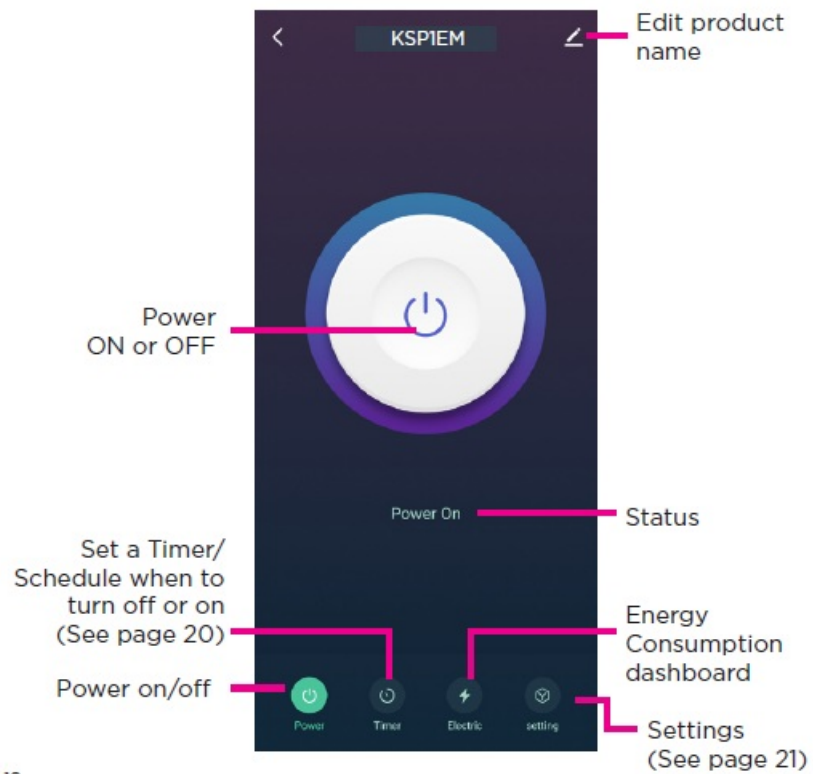 KSP1EM
Edit product
name
Power
ON or OFF
Power On
Status
Set a Timer/
Schedule when to
turn off or on
(See page 20)
Energy
Consumption
dashboard
Power on/off
Power
Timer
Electric
setting
Settings
(See page 21)